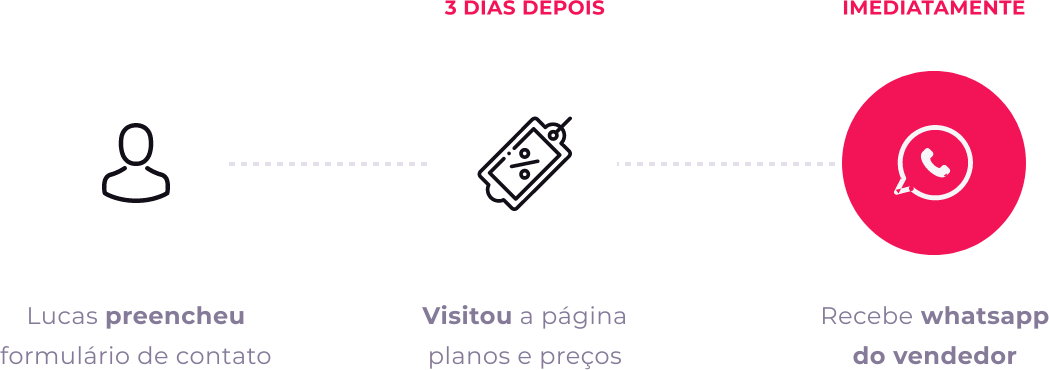 3 DIAS DEPOIS
IMEDIATAMENTE
Lucas preencheu
formulário de contato
Visitou a página
planos e preços
Recebe whatsapp
do vendedor